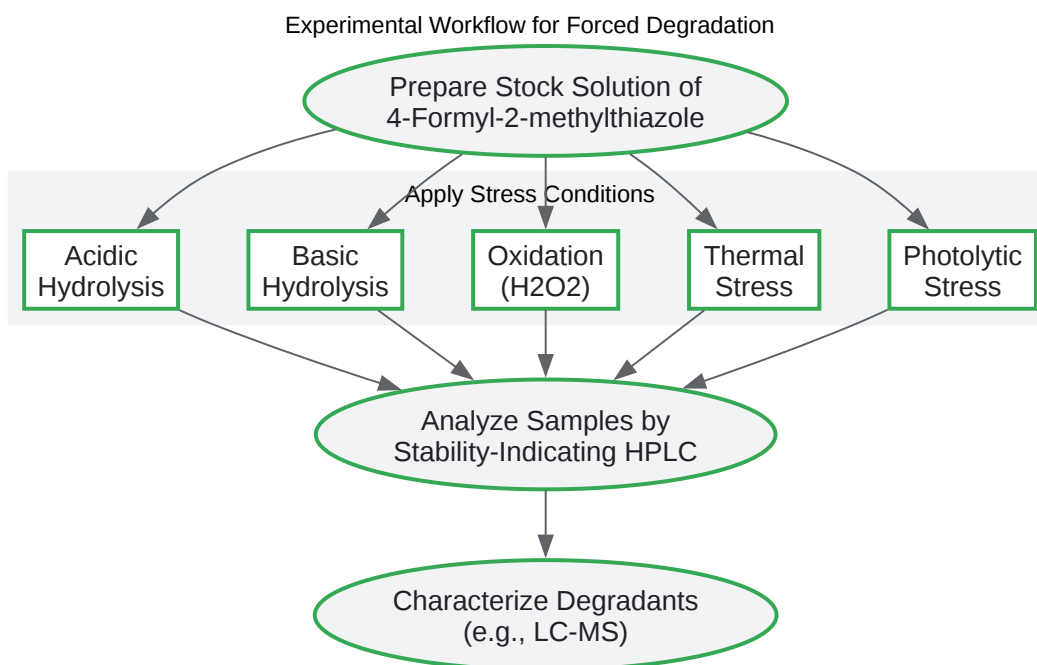 Experimental Workflow for Forced Degradation
Prepare Stock Solution of
4-Formyl-2-methylthiazole
Apply Stress Conditions
Acidic
Hydrolysis
Basic
Hydrolysis
Oxidation
(H2O2)
Thermal
Stress
Photolytic
Stress
Analyze Samples by
Stability-Indicating HPLC
Characterize Degradants
(e.g., LC-MS)